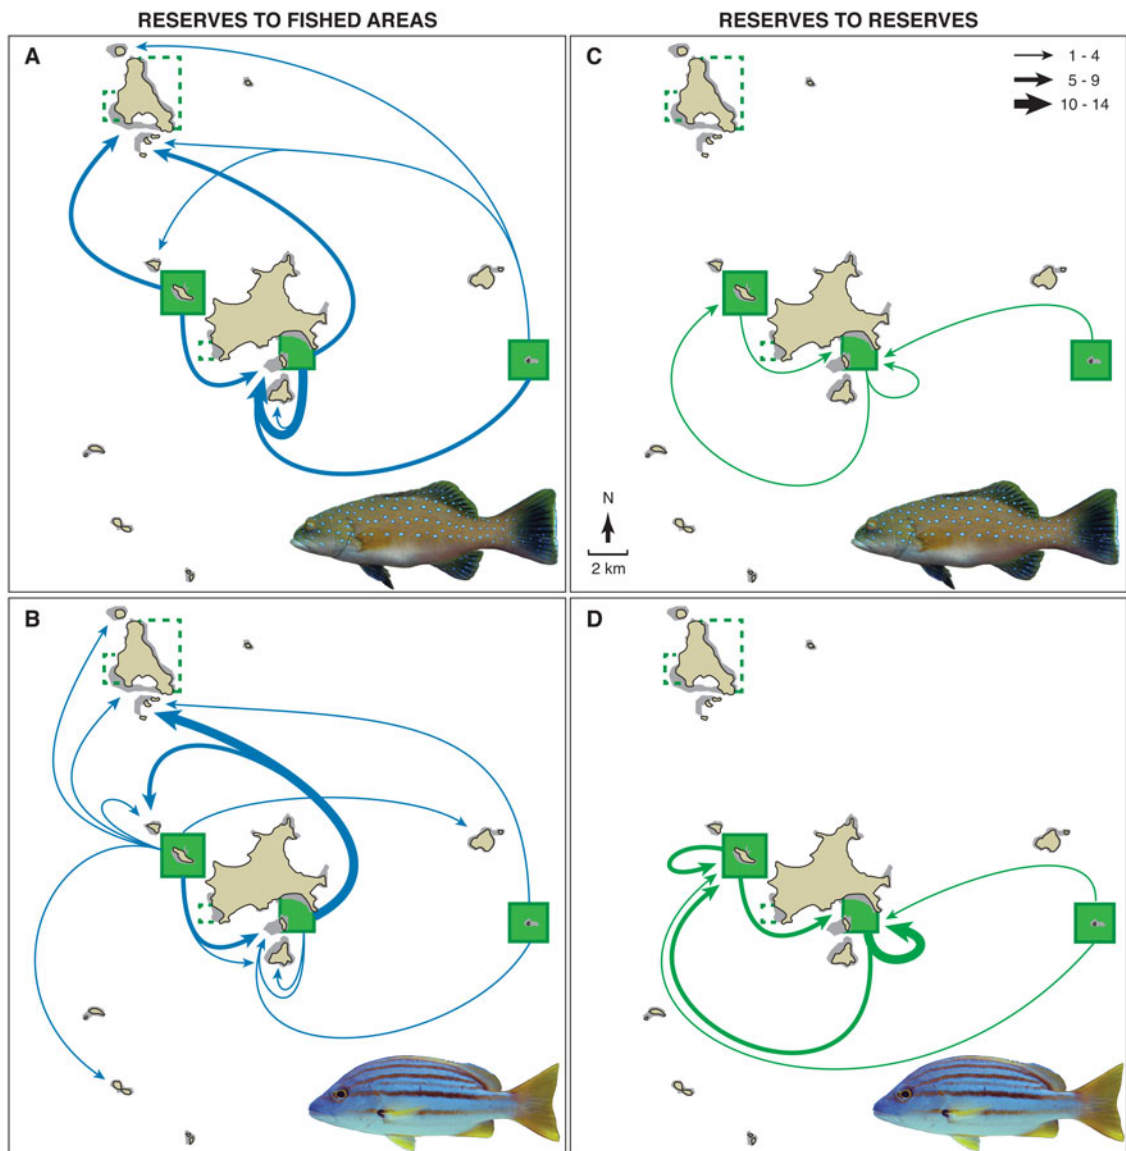 RESERVES TO FISHED AREAS
RESERVES TO RESERVES
A
C
1 - 4
5 - 9
10 - 14
N
2 km
B
D